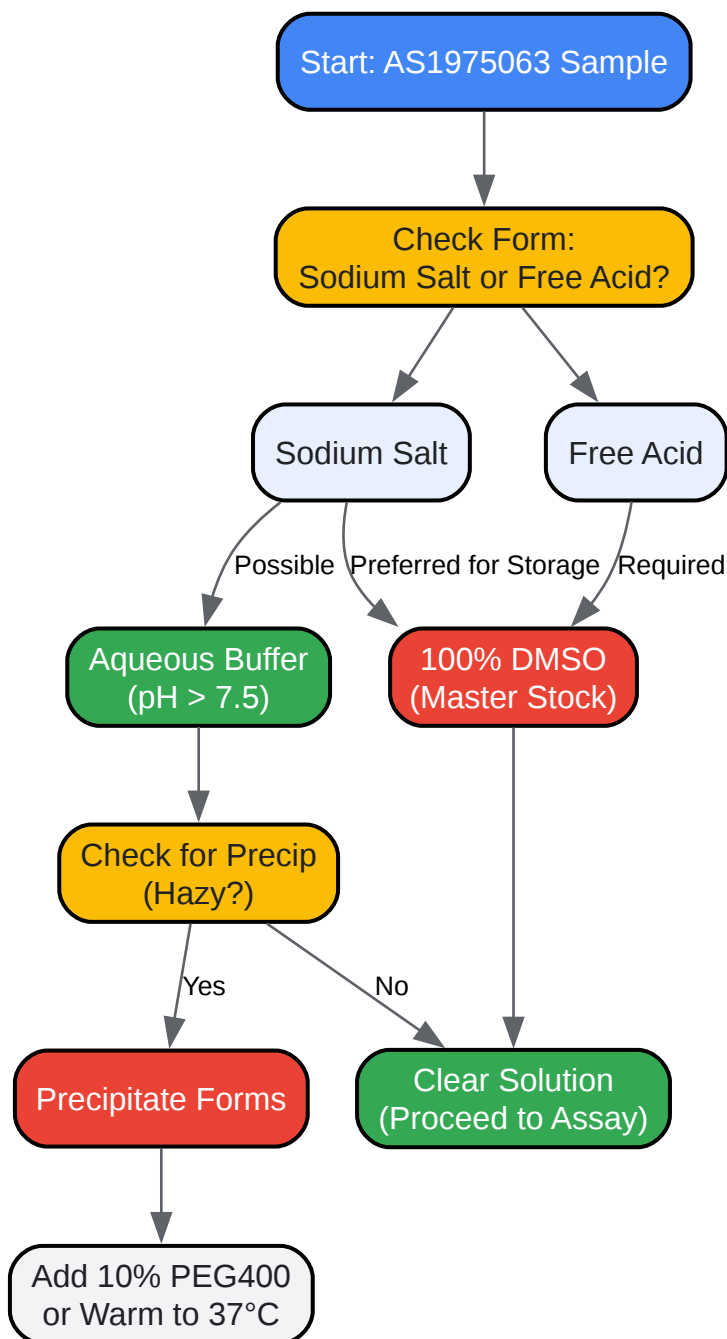 Start: AS1975063 Sample
Check Form:
Sodium Salt or Free Acid?
Sodium Salt
Free Acid
Possible
Preferred for Storage
Required
Aqueous Buffer
(pH > 7.5)
100% DMSO
(Master Stock)
Check for Precip
(Hazy?)
Yes
No
Precipitate Forms
Clear Solution
(Proceed to Assay)
Add 10% PEG400
or Warm to 37°C